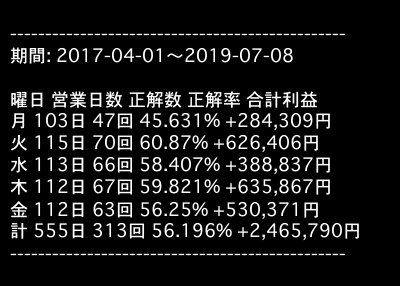 ------------------------------------------------
期間: 2017-04-01〜2019-07-08
曜日 営業日数 正解数 正解率 合計利益
月 103日 47回 45.631% +284,309円
火 115日 70回 60.87% +626,406円
水 113日 66回 58.407% +388,837円
木 112日 67回 59.821% +635,867円
金 112日 63回 56.25% +530,371円
計 555日 313回 56.196% +2,465,790円
------------------------------------------------